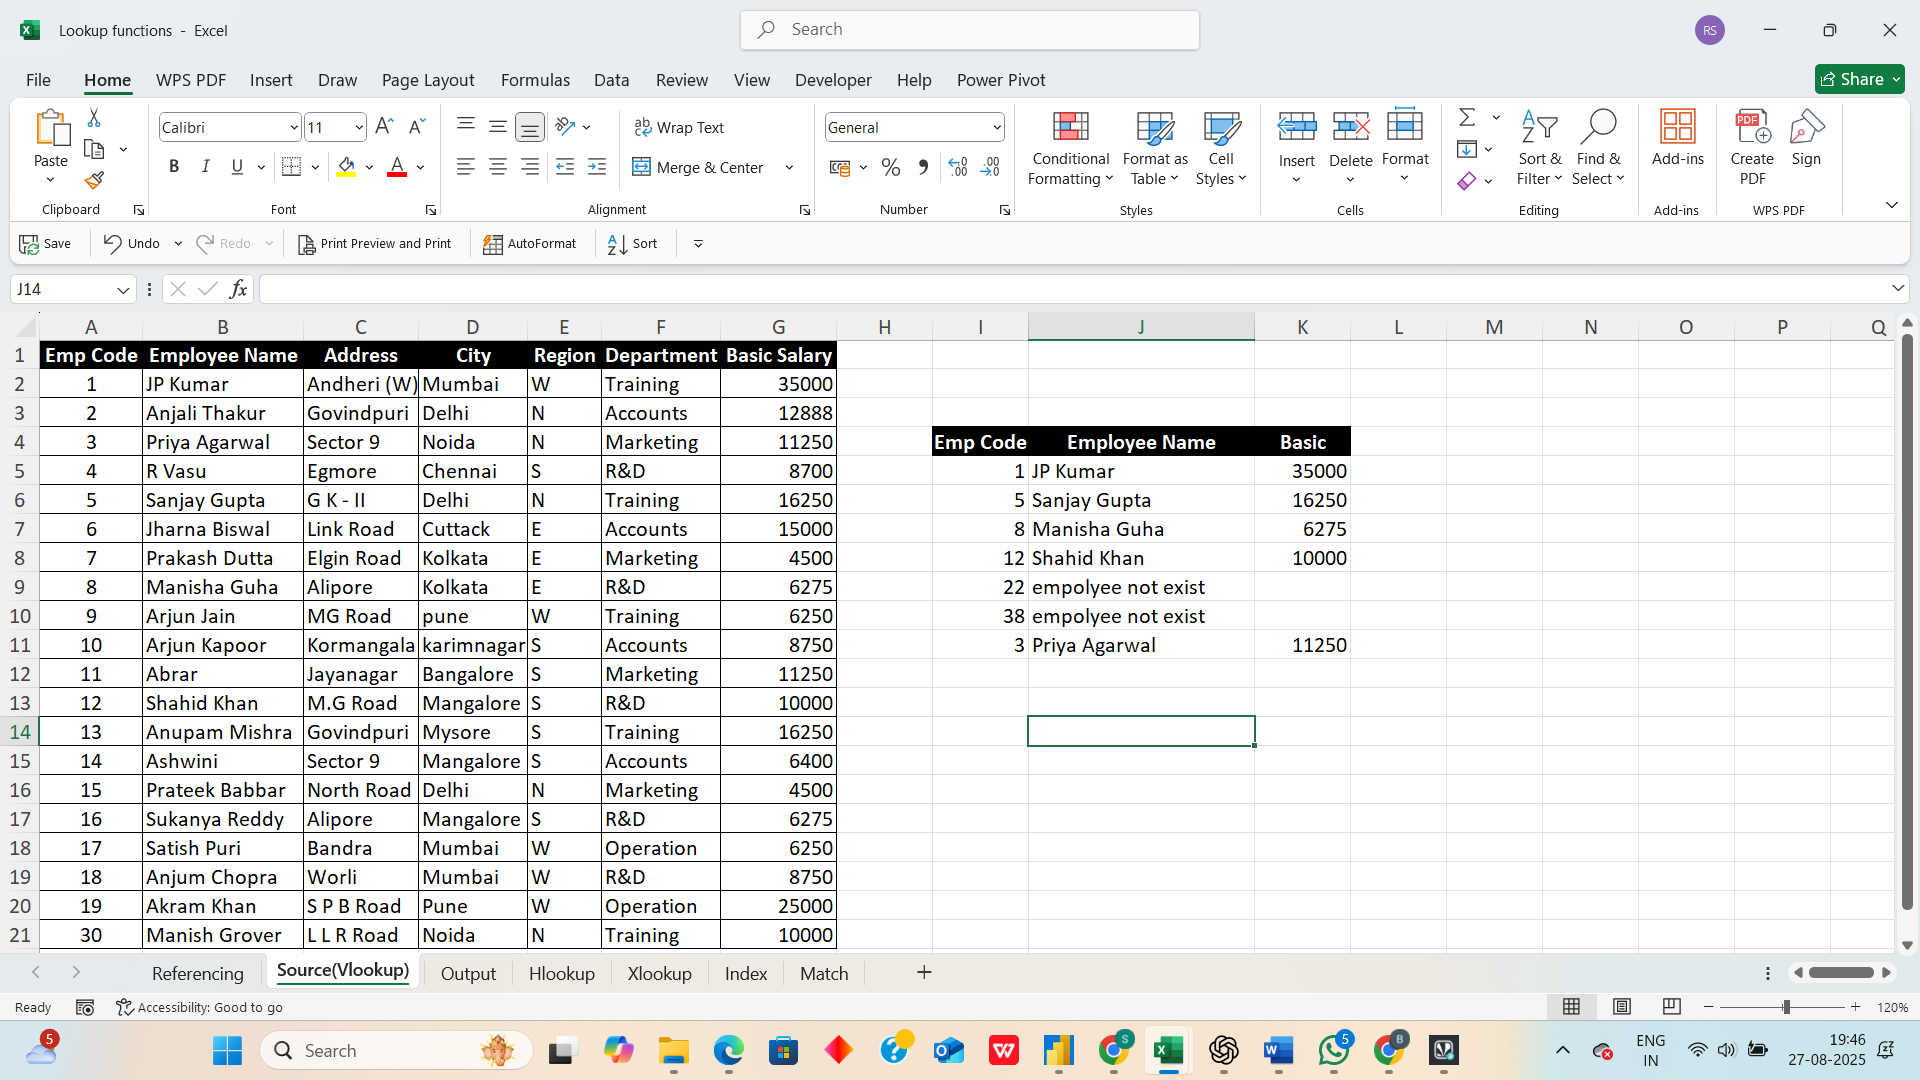 Lookup functions - Excel
Search
RS
File Home WPS PDF Insert Draw Page Layout Formulas Data Review View Developer Help Power Pivot
Share
Paste
Clipboard
Calibri 11
B I U
Font
Wrap Text
Merge & Center
Alignment
General
Number
Conditional Formatting
Format as Table
Cell Styles
Styles
Insert Delete Format
Cells
Sort & Filter
Find & Select
Editing
Add-ins
Add-ins
Create PDF
Sign
WPS PDF
Save Undo Redo Print Preview and Print AutoFormat Sort
J14 fx
A B C D E F G H I J K L M N O P Q
1 Emp Code Employee Name Address City Region Department Basic Salary
2 1 JP Kumar Andheri (W) Mumbai W Training 35000
3 2 Anjali Thakur Govindpuri Delhi N Accounts 12888
4 3 Priya Agarwal Sector 9 Noida N Marketing 11250 Emp Code Employee Name Basic
5 4 R Vasu Egmore Chennai S R&D 8700 1 JP Kumar 35000
6 5 Sanjay Gupta G K - II Delhi N Training 16250 5 Sanjay Gupta 16250
7 6 Jharna Biswal Link Road Cuttack E Accounts 15000 8 Manisha Guha 6275
8 7 Prakash Dutta Elgin Road Kolkata E Marketing 4500 12 Shahid Khan 10000
9 8 Manisha Guha Alipore Kolkata E R&D 6275 22 empolyee not exist
10 9 Arjun Jain MG Road pune W Training 6250 38 empolyee not exist
11 10 Arjun Kapoor Kormangala karimnagar S Accounts 8750 3 Priya Agarwal 11250
12 11 Abrar Jayanagar Bangalore S Marketing 11250
13 12 Shahid Khan M.G Road Mangalore S R&D 10000
14 13 Anupam Mishra Govindpuri Mysore S Training 16250
15 14 Ashwini Sector 9 Mangalore S Accounts 6400
16 15 Prateek Babbar North Road Delhi N Marketing 4500
17 16 Sukanya Reddy Alipore Mangalore S R&D 6275
18 17 Satish Puri Bandra Mumbai W Operation 6250
19 18 Anjum Chopra Worli Mumbai W R&D 8750
20 19 Akram Khan S P B Road Pune W Operation 25000
21 30 Manish Grover L L R Road Noida N Training 10000
Referencing Source(Vlookup) Output Hlookup Xlookup Index Match
Ready Accessibility: Good to go 120%
5 Search S 5 B ENG IN 19:46 27-08-2025